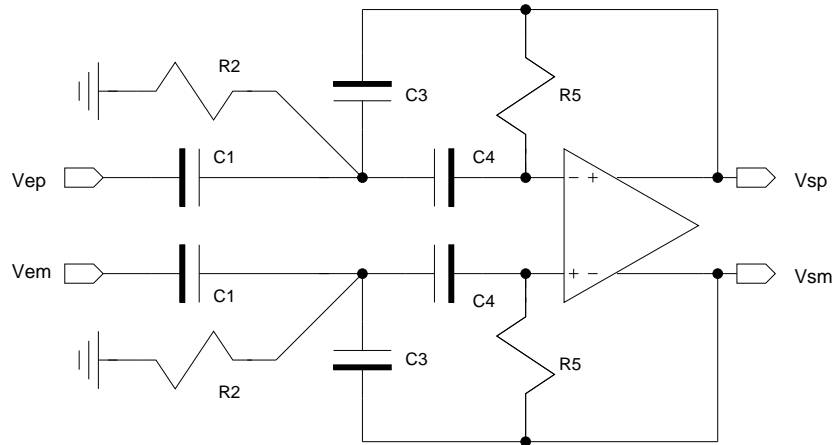 R2
C3
R5
C1
C4
Vep
- +
Vsp
Vem
+ -
Vsm
C1
C4
R2
C3
R5